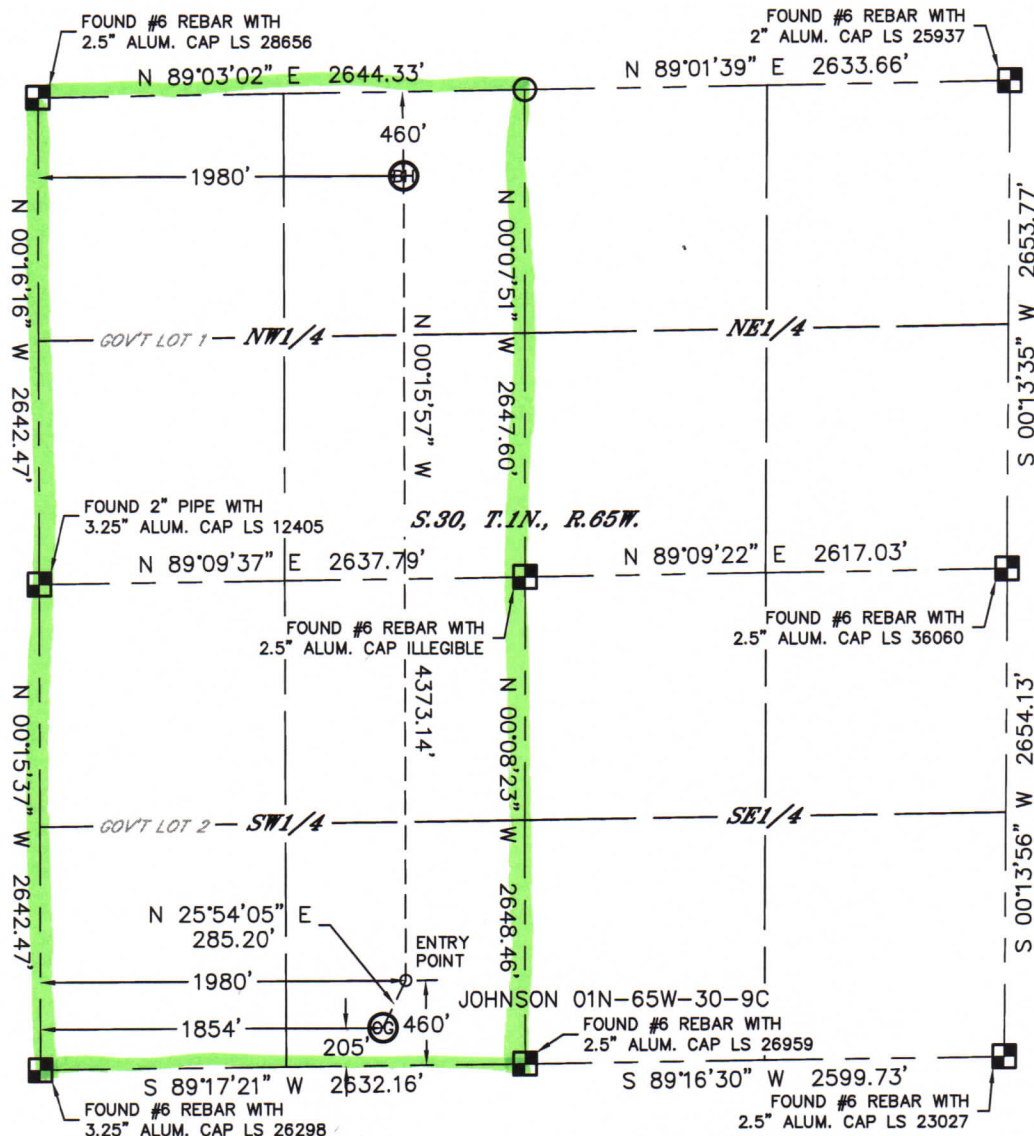 FOUND #6 REBAR WITH
2.5" ALUM. CAP LS 28656
FOUND #6 REBAR WITH
2" ALUM. CAP LS 25937
N 89°03'02" E 2644.33'
N 89°01'39" E 2633.66'
460'
1980'
BH
N 00°16'16" W 2642.47'
N 00°07'51" W 2647.60'
S 00°13'35" W 2653.77'
GOV'T LOT 1
NW1/4
NE1/4
N 00°15'57" W
4373.14'
FOUND 2" PIPE WITH
3.25" ALUM. CAP LS 12405
S.30, T.1N., R.65W.
N 89°09'37" E 2637.79'
N 89°09'22" E 2617.03'
FOUND #6 REBAR WITH
2.5" ALUM. CAP ILLEGIBLE
FOUND #6 REBAR WITH
2.5" ALUM. CAP LS 36060
N 00°15'37" W 2642.47'
N 00°08'23" W 2648.46'
S 00°13'56" W 2654.13'
GOV'T LOT 2
SW1/4
SE1/4
N 25°54'05" E
285.20'
ENTRY
POINT
1980'
JOHNSON 01N-65W-30-9C
1854'
OG
460'
205'
FOUND #6 REBAR WITH
2.5" ALUM. CAP LS 26959
S 89°17'21" W 2632.16'
S 89°16'30" W 2599.73'
FOUND #6 REBAR WITH
3.25" ALUM. CAP LS 26298
FOUND #6 REBAR WITH
2.5" ALUM. CAP LS 23027